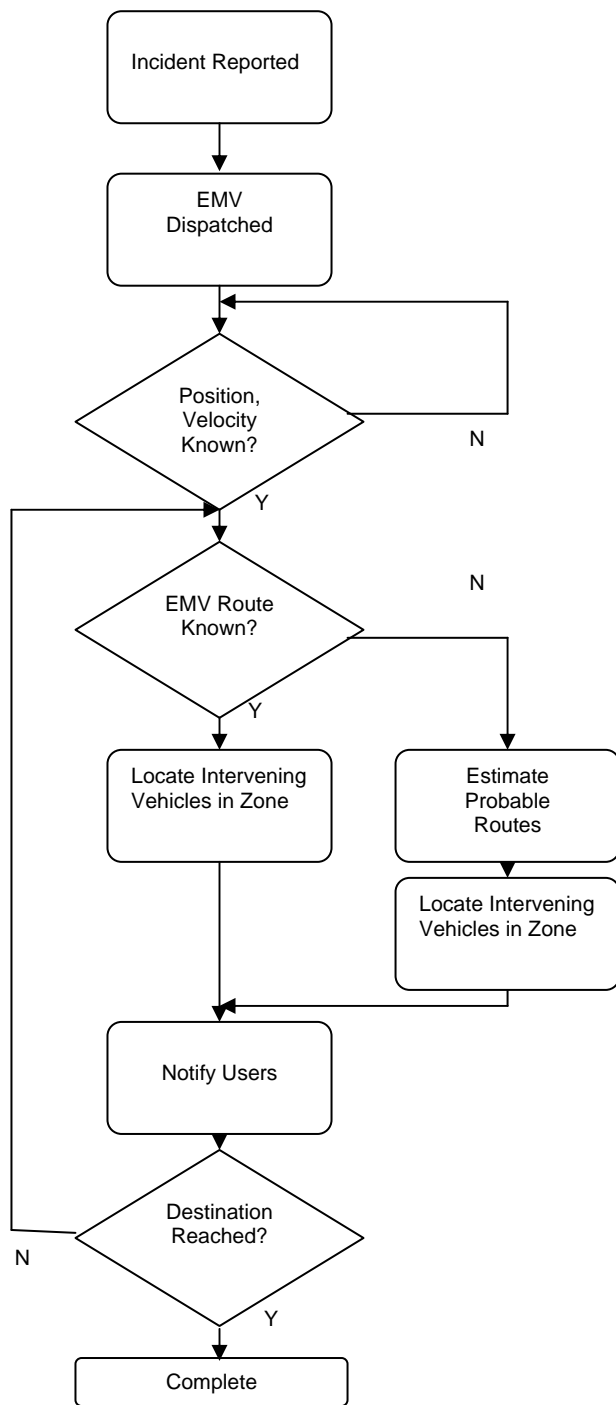 Incident Reported
EMV
Dispatched
Position,
Velocity
Known?
N
Y
EMV Route
Known?
N
Y
Locate Intervening
Vehicles in Zone
Estimate
Probable
Routes
Locate Intervening
Vehicles in Zone
Notify Users
Destination
Reached?
N
Y
Complete